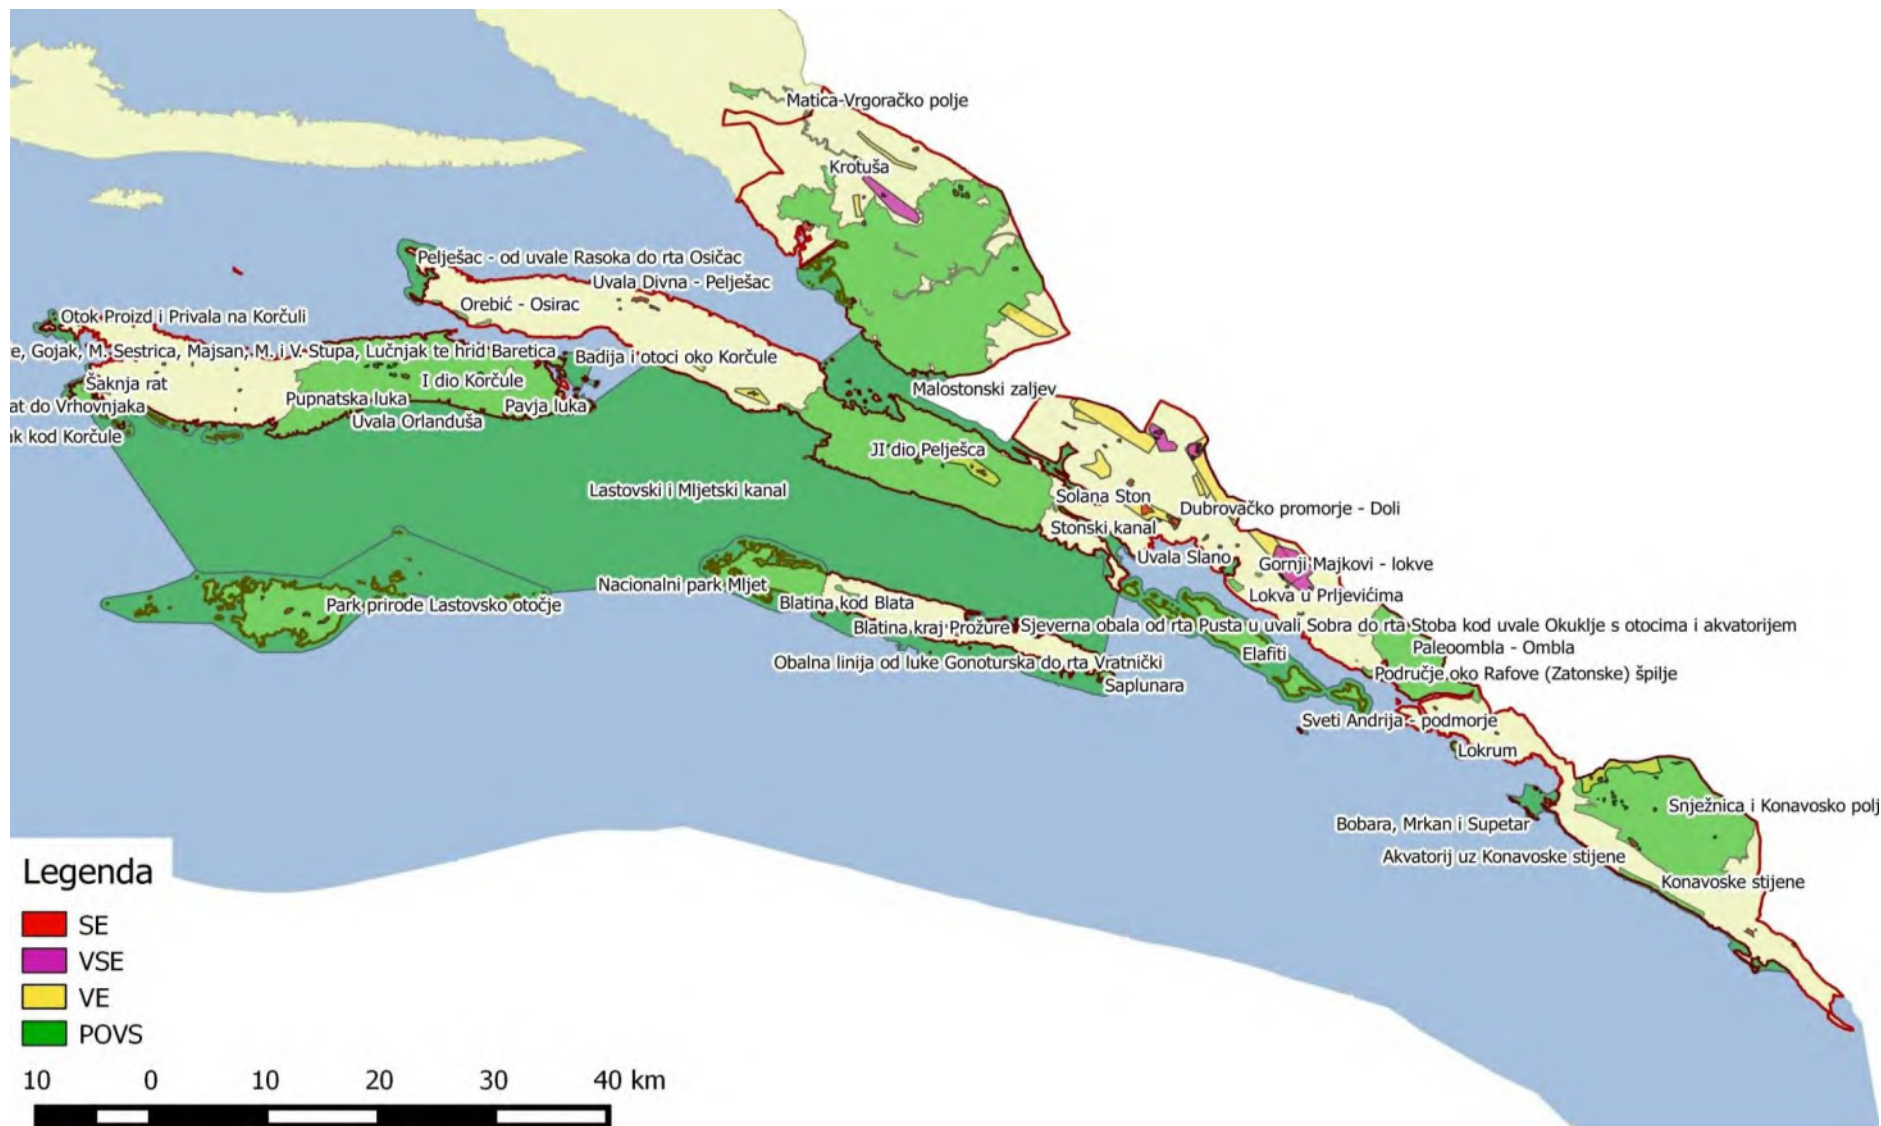 Matica-Vrgoračko polje
Krotuša
Pelješac - od uvale Rasoka do rta Osičac
Uvala Divna - Pelješac
Orebić - Osirac
Otok Proizd i Privala na Korčuli
e, Gojak, M. Sestrica, Majsan, M. i V. Stupa, Lučnjak te hrid Baretica
Badija i otoci oko Korčule
Šaknja rat
I dio Korčule
Malostonski zaljev
Pupnatska luka
at do Vrhovnjaka
Pavja luka
Uvala Orlanduša
ak kod Korčule
JI dio Pelješca
Lastovski i Mljetski kanal
Solana Ston
Dubrovačko promorje - Doli
Stonski kanal
Uvala Slano
Gornji Majkovi - lokve
Nacionalni park Mljet
Lokva u Prljevićima
Park prirode Lastovsko otočje
Blatina kod Blata
Blatina kraj Prožure
Sjeverna obala od rta Pusta u uvali Sobra do rta Stoba kod uvale Okuklje s otocima i akvatorijem
Paleoombla - Ombla
Elafiti
Obalna linija od luke Gonoturska do rta Vratnički
Područje oko Rafove (Zatonske) špilje
Saplunara
Sveti Andrija - podmorje
Lokrum
Snježnica i Konavosko polj
Bobara, Mrkan i Supetar
Akvatorij uz Konavoske stijene
Konavoske stijene
Legenda
SE
VSE
VE
POVS
10 0 10 20 30 40 km